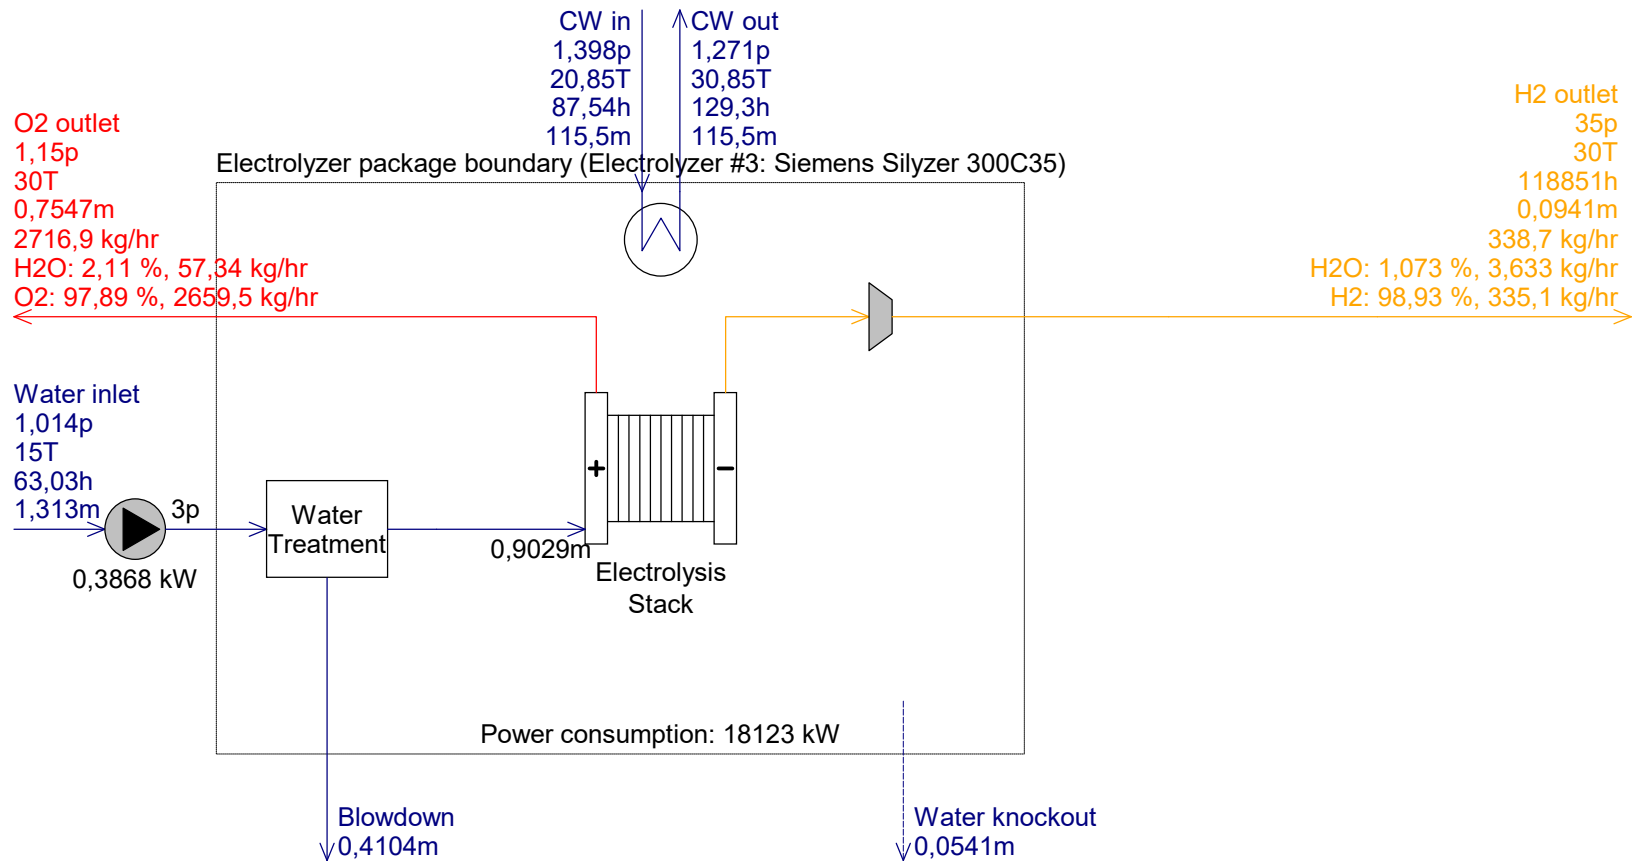 CW in
1,398p
20,85T
87,54h
115,5m
CW out
1,271p
30,85T
129,3h
115,5m
H2 outlet
35p
30T
118851h
0,0941m
338,7 kg/hr
H2O: 1,073 %, 3,633 kg/hr
H2: 98,93 %, 335,1 kg/hr
O2 outlet
1,15p
30T
0,7547m
2716,9 kg/hr
H2O: 2,11 %, 57,34 kg/hr
O2: 97,89 %, 2659,5 kg/hr
Electrolyzer package boundary (Electrolyzer #3: Siemens Silyzer 300C35)
Water inlet
1,014p
15T
63,03h
1,313m
3p
0,3868 kW
Water
Treatment
0,9029m
+
−
Electrolysis
Stack
Power consumption: 18123 kW
Blowdown
0,4104m
Water knockout
0,0541m